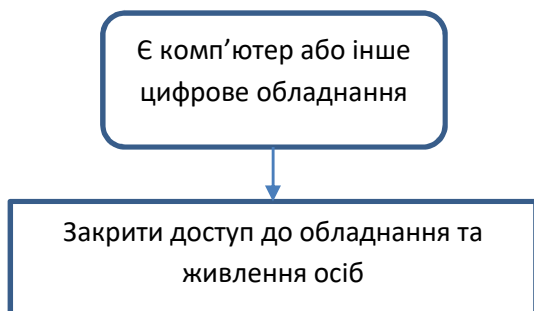 Є комп’ютер або інше
цифрове обладнання
Закрити доступ до обладнання та
живлення осіб